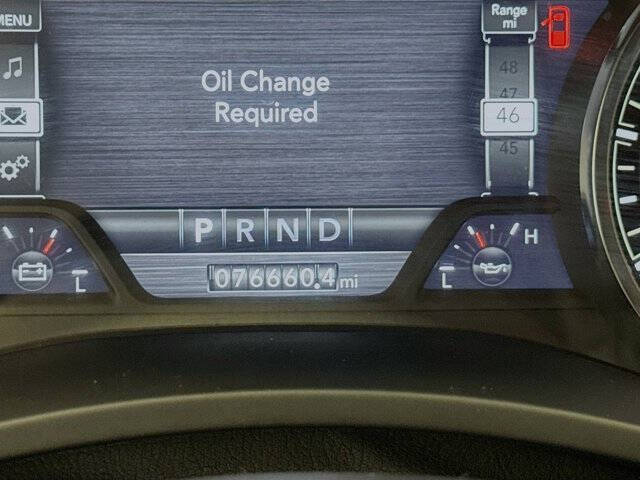 MENU
Range
mi
48
47
46
45
Oil Change
Required
P R N D
L
076660.4 mi
L
H